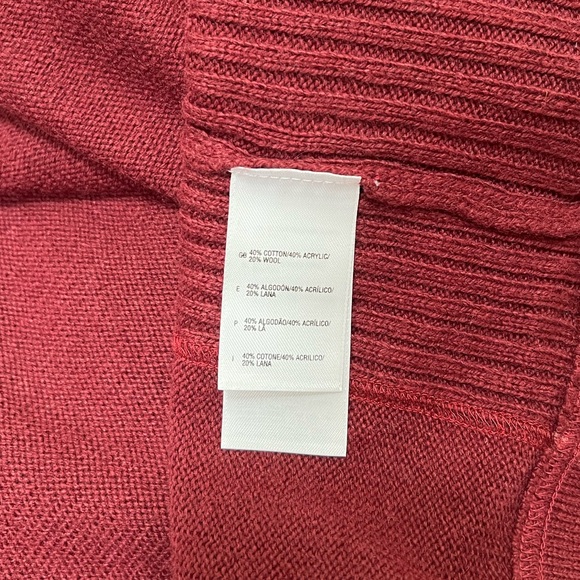 GB 40% COTTON/40% ACRYLIC/
20% WOOL
E 40% ALGODÓN/40% ACRÍLICO/
20% LANA
P 40% ALGODÃO/40% ACRÍLICO/
20% LÃ
I 40% COTONE/40% ACRILICO/
20% LANA